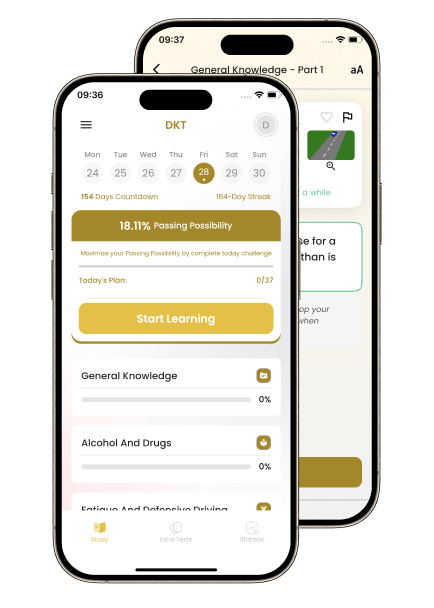 09:37
General Knowledge - Part 1
aA
a while
se for a
than is
op your
when
09:36
DKT
D
Mon Tue Wed Thu Fri Sat Sun
24 25 26 27 28 29 30
154 Days Countdown
164-Day Streak
18.11% Passing Possibility
Maximize your Passing Possibility by complete today challenge
Today's Plan:
0/37
Start Learning
General Knowledge
0%
Alcohol And Drugs
0%
Fatigue And Defensive Driving
Study
Extra Tests
Statistic